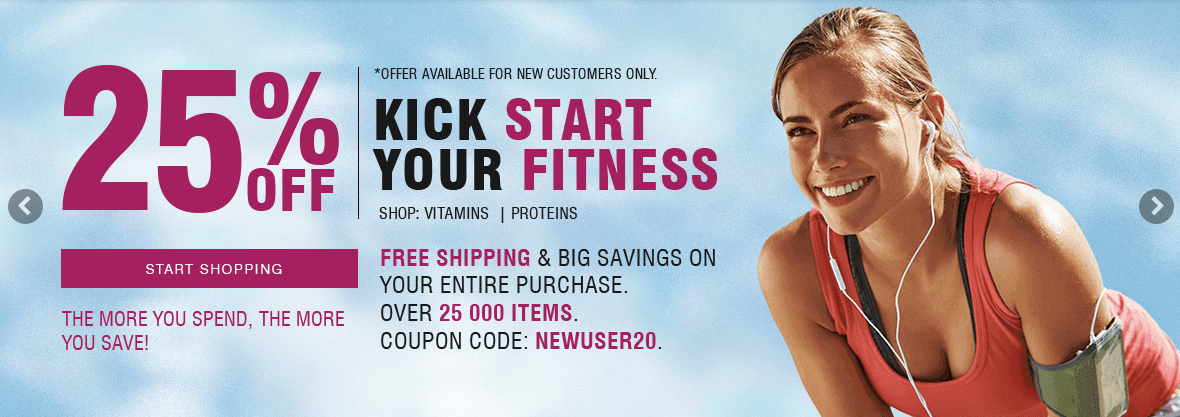 25% OFF
START SHOPPING
THE MORE YOU SPEND, THE MORE
YOU SAVE!
*OFFER AVAILABLE FOR NEW CUSTOMERS ONLY.
KICK START
YOUR FITNESS
SHOP: VITAMINS | PROTEINS
FREE SHIPPING & BIG SAVINGS ON
YOUR ENTIRE PURCHASE.
OVER 25 000 ITEMS.
COUPON CODE: NEWUSER20.